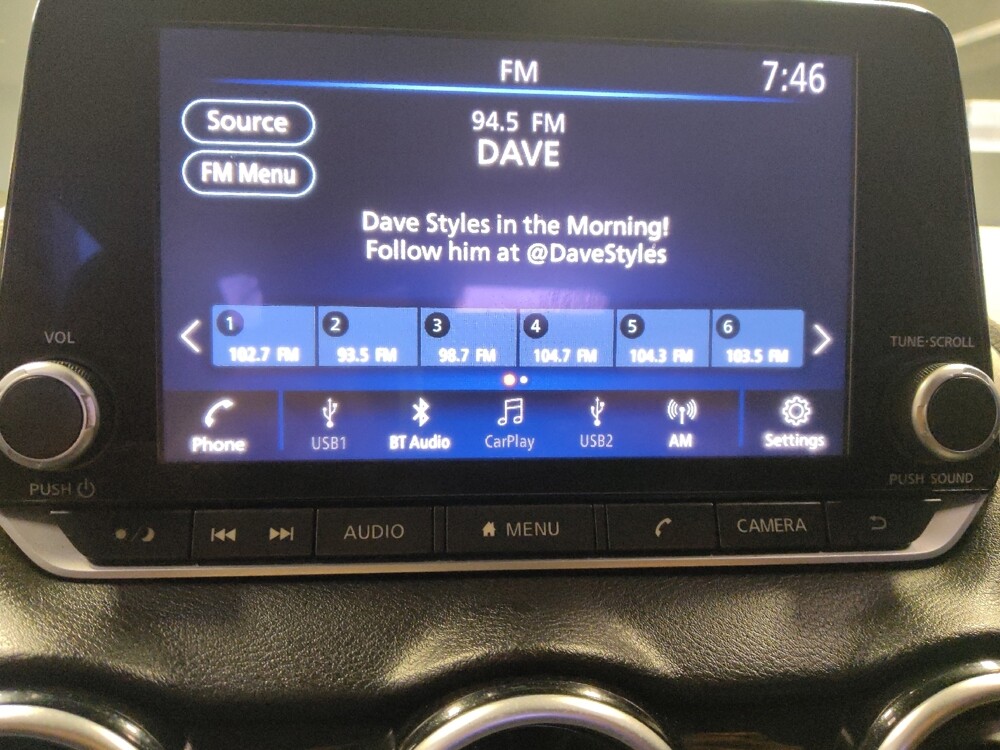 FM
7:46
Source
94.5 FM
FM Menu
DAVE
Dave Styles in the Morning!
Follow him at @DaveStyles
1 2 3 4 5 6
102.7 FM 93.5 FM 98.7 FM 104.7 FM 104.3 FM 103.5 FM
VOL
TUNE·SCROLL
Phone USB1 BT Audio CarPlay USB2 AM Settings
PUSH
PUSH SOUND
AUDIO MENU CAMERA